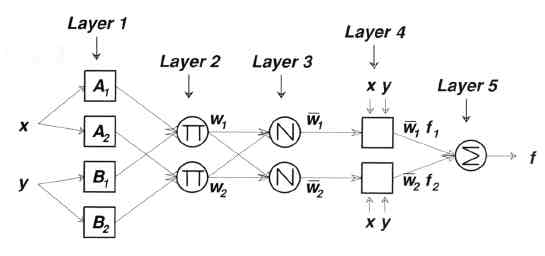 Layer 1
Layer 4
Layer 2
Layer 3
x y
Layer 5
A₁
x
A₂
∏
w₁
N
w̅₁
w̅₁ f₁
y
B₁
∏
w₂
N
w̅₂
w̅₂ f₂
Σ
f
B₂
x y